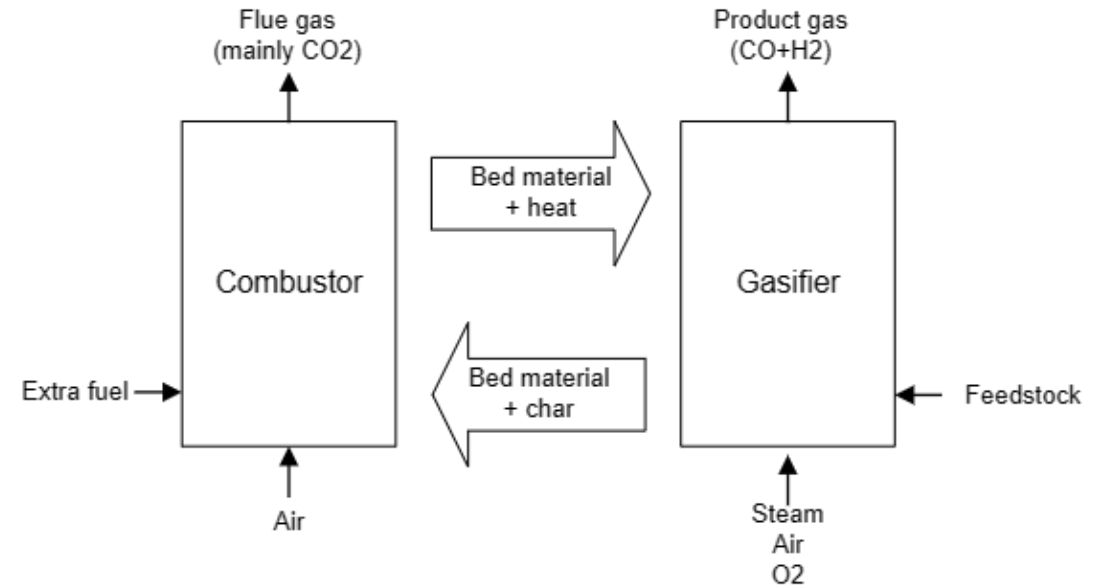 Flue gas
(mainly CO2)
Product gas
(CO+H2)
Bed material
+ heat
Combustor
Gasifier
Bed material
+ char
Extra fuel
Feedstock
Air
Steam
Air
O2